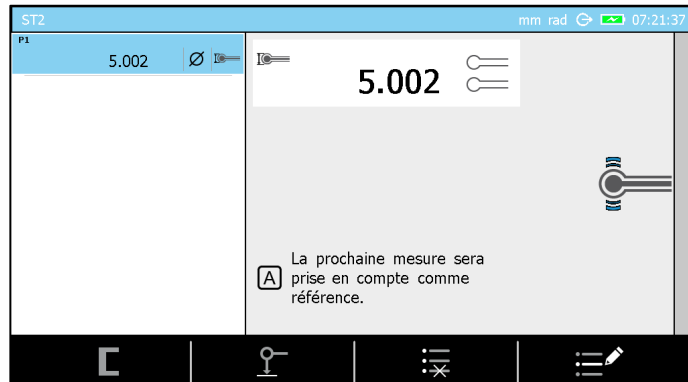 ST2
mm rad 07:21:37
P1
5.002 Ø
5.002
La prochaine mesure sera
A prise en compte comme
référence.